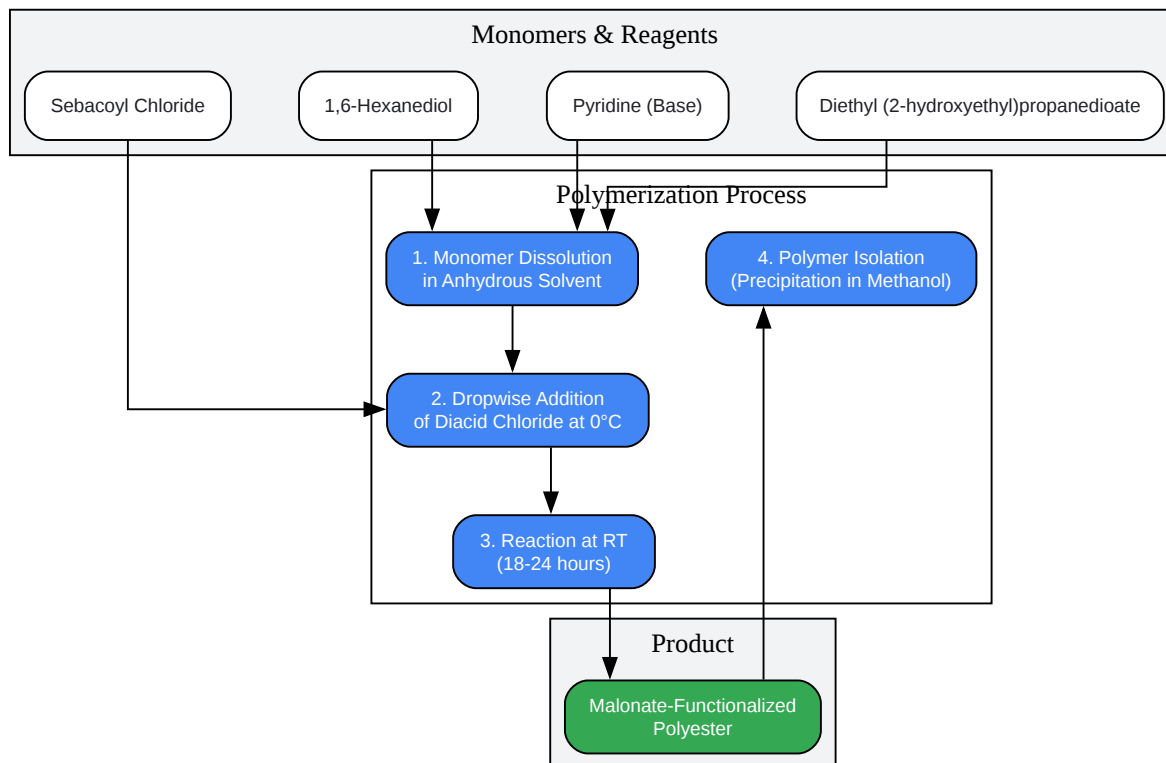 Monomers & Reagents
Sebacoyl Chloride
1,6-Hexanediol
Pyridine (Base)
Diethyl (2-hydroxyethyl)propanedioate
Polymerization Process
1. Monomer Dissolution
in Anhydrous Solvent
4. Polymer Isolation
(Precipitation in Methanol)
2. Dropwise Addition
of Diacid Chloride at 0°C
3. Reaction at RT
(18-24 hours)
Product
Malonate-Functionalized
Polyester